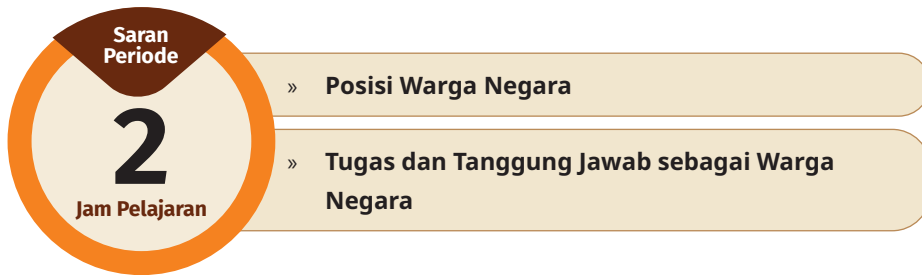 Saran
Periode
2
Jam Pelajaran
» Posisi Warga Negara
» Tugas dan Tanggung Jawab sebagai Warga
Negara